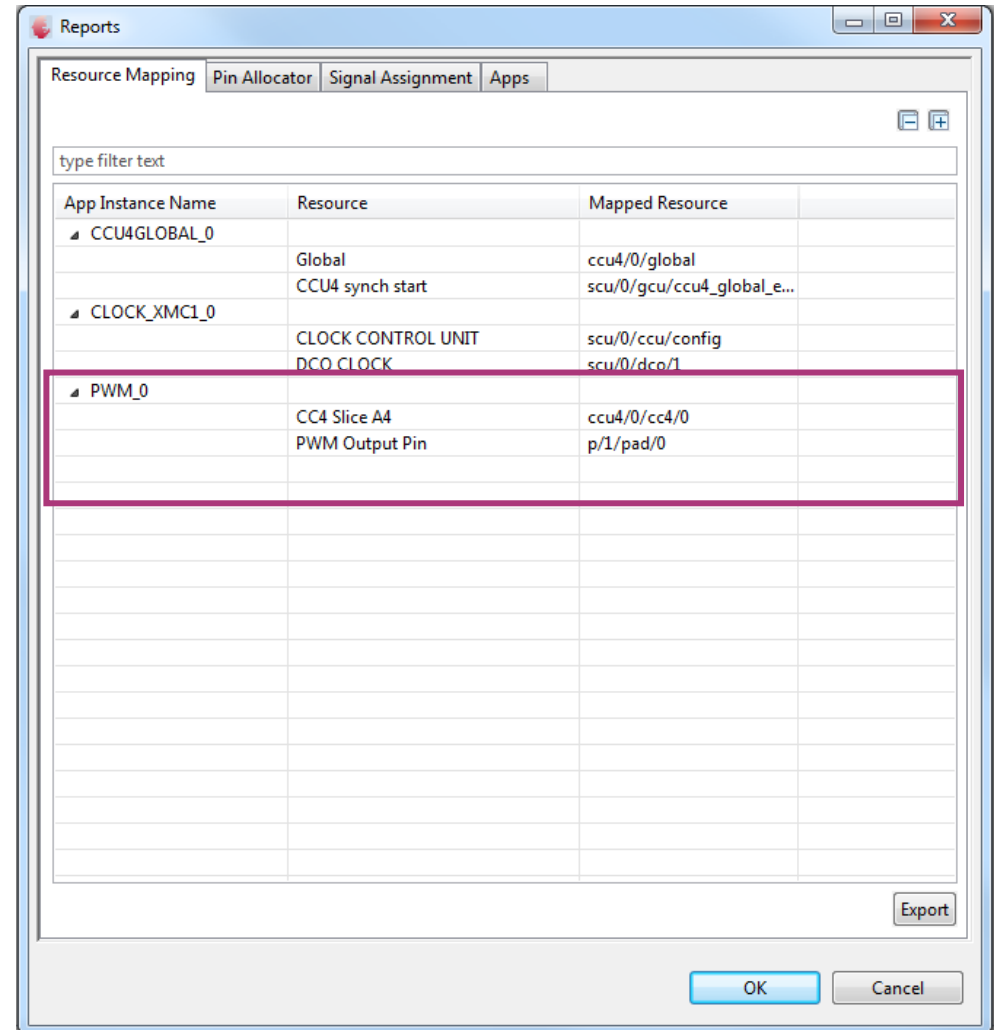 Reports
Resource Mapping Pin Allocator Signal Assignment Apps
type filter text
App Instance Name Resource Mapped Resource
CCU4GLOBAL_0
Global ccu4/0/global
CCU4 synch start scu/0/gcu/ccu4_global_e...
CLOCK_XMC1_0
CLOCK CONTROL UNIT scu/0/ccu/config
DCO CLOCK scu/0/dco/1
PWM_0
CC4 Slice A4 ccu4/0/cc4/0
PWM Output Pin p/1/pad/0
Export
OK Cancel